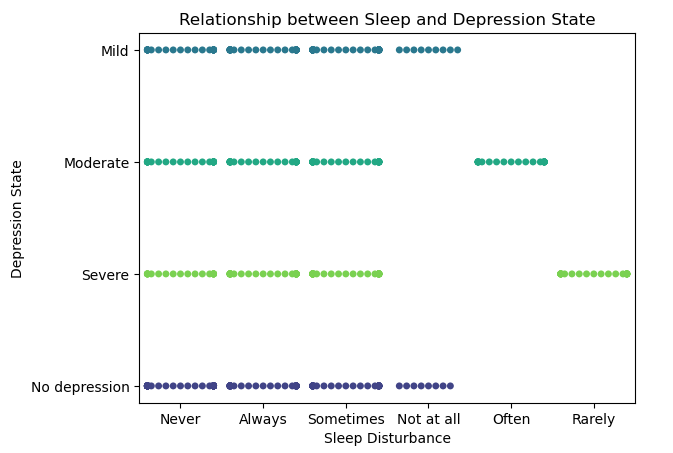 Relationship between Sleep and Depression State
Mild
Moderate
Severe
No depression
Depression State
Never
Always
Sometimes
Not at all
Often
Rarely
Sleep Disturbance